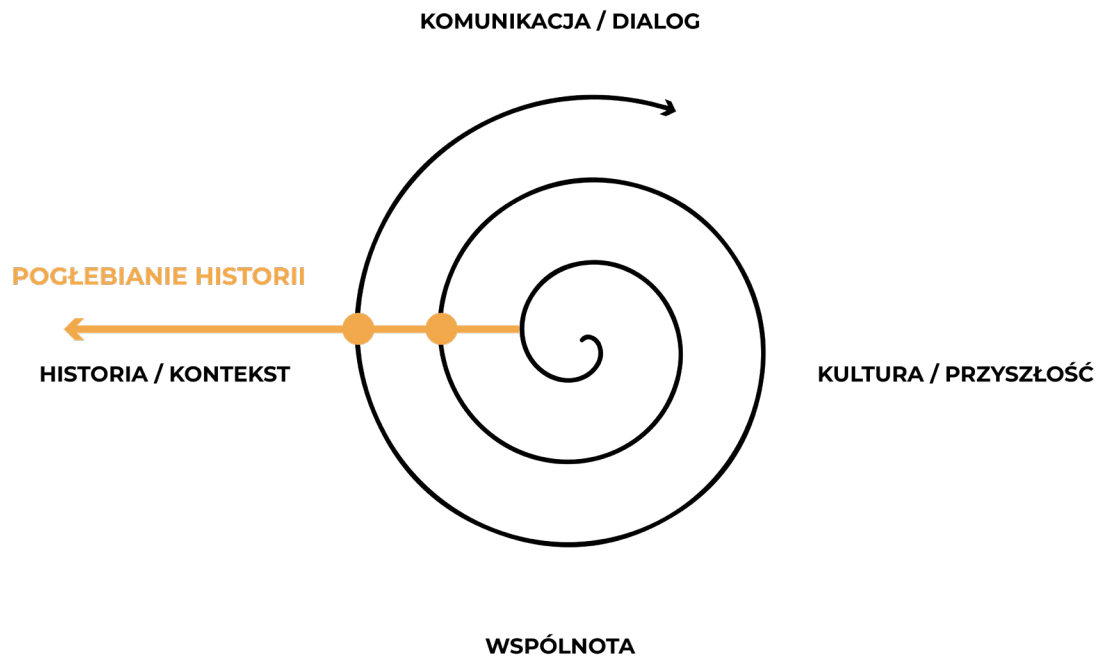 KOMUNIKACJA / DIALOG
POGŁEBIANIE HISTORII
HISTORIA / KONTEKST
KULTURA / PRZYSZŁOŚĆ
WSPÓLNOTA